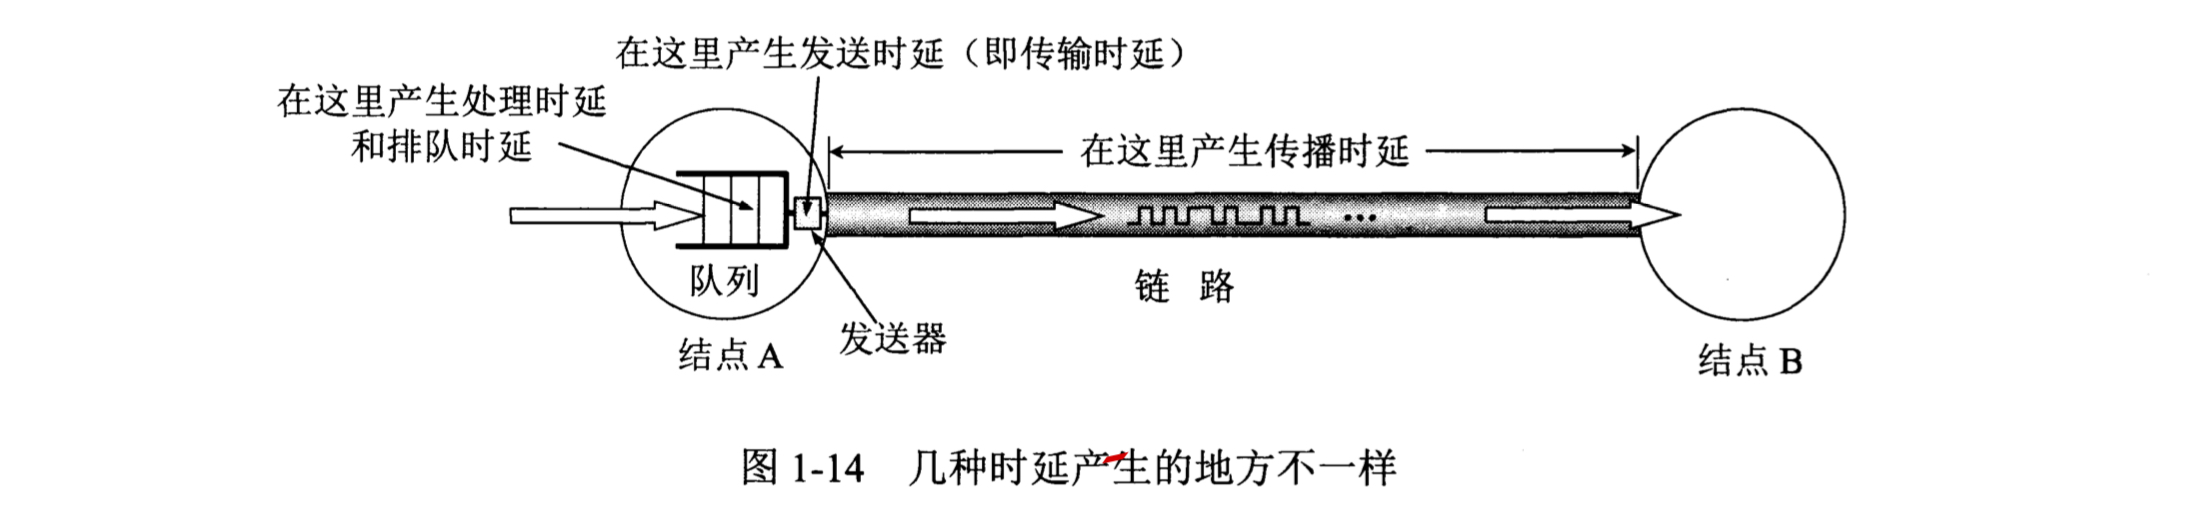 在这里产生发送时延（即传输时延）
在这里产生处理时延
和排队时延
在这里产生传播时延
队列
链 路
发送器
结点 A
结点 B
图 1-14 几种时延产生的地方不一样